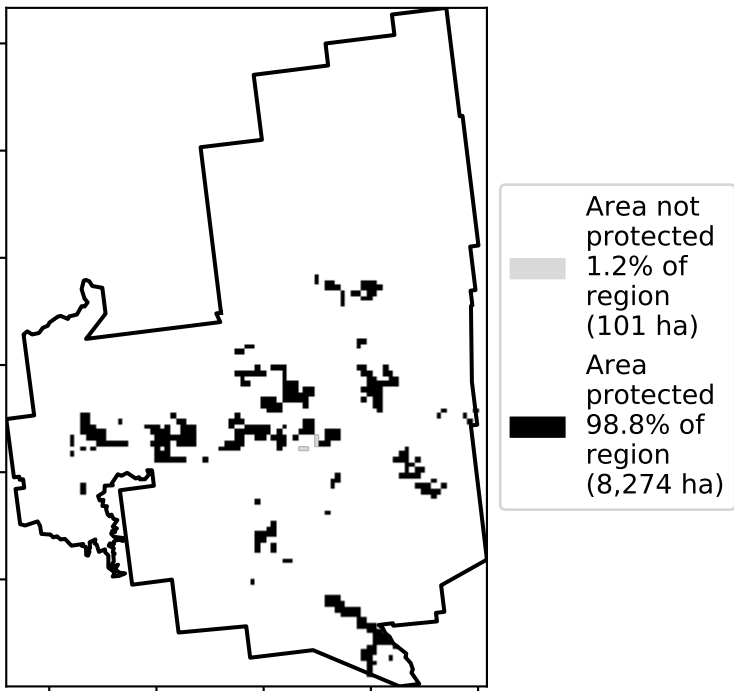 Area not
protected
1.2% of
region
(101 ha)
Area
protected
98.8% of
region
(8,274 ha)